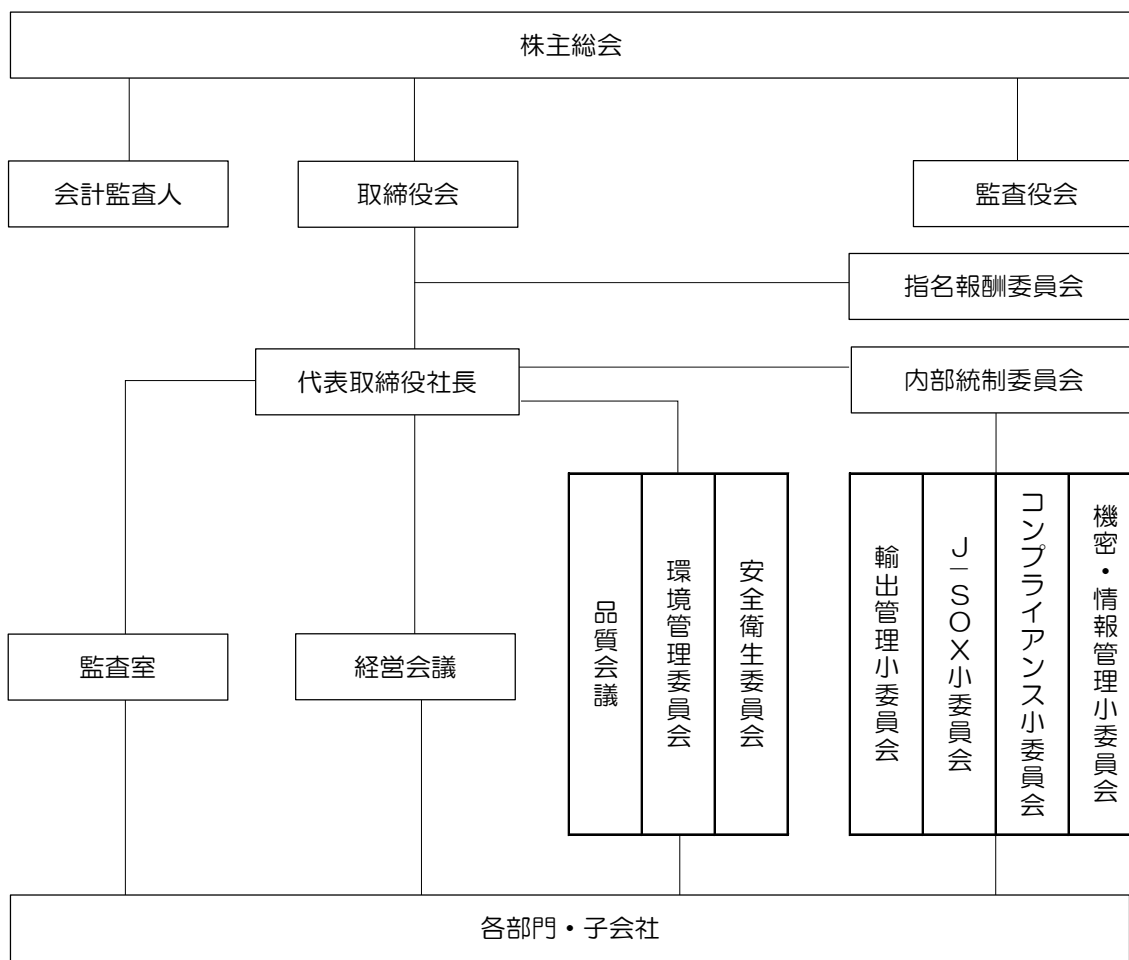 株主総会
会計監査人
取締役会
監査役会
指名報酬委員会
代表取締役社長
内部統制委員会
監査室
経営会議
品質会議
環境管理委員会
安全衛生委員会
輸出管理小委員会
J－SOX小委員会
コンプライアンス小委員会
機密・情報管理小委員会
各部門・子会社